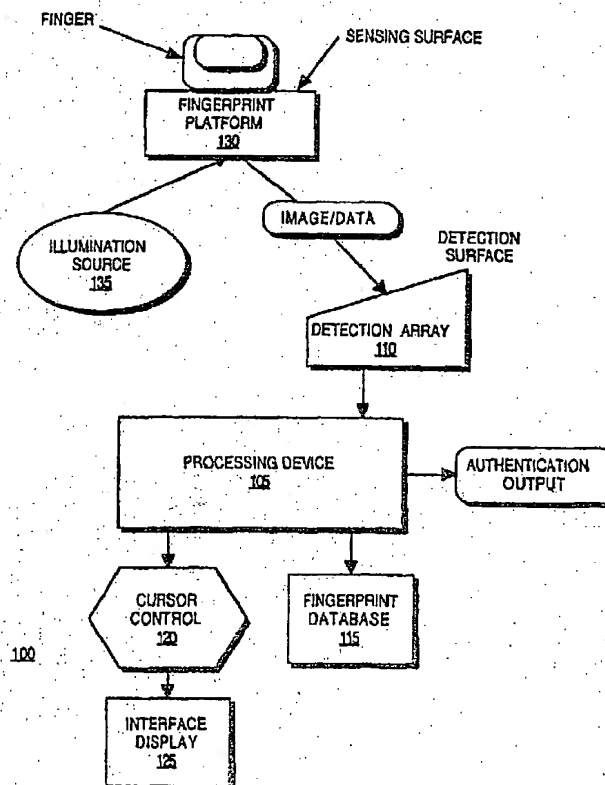 FINGER
SENSING SURFACE
FINGERPRINT
PLATFORM
130
IMAGE/DATA
ILLUMINATION
SOURCE
135
DETECTION
SURFACE
DETECTION ARRAY
110
PROCESSING DEVICE
105
AUTHENTICATION
OUTPUT
CURSOR
CONTROL
120
FINGERPRINT
DATABASE
115
100
INTERFACE
DISPLAY
125